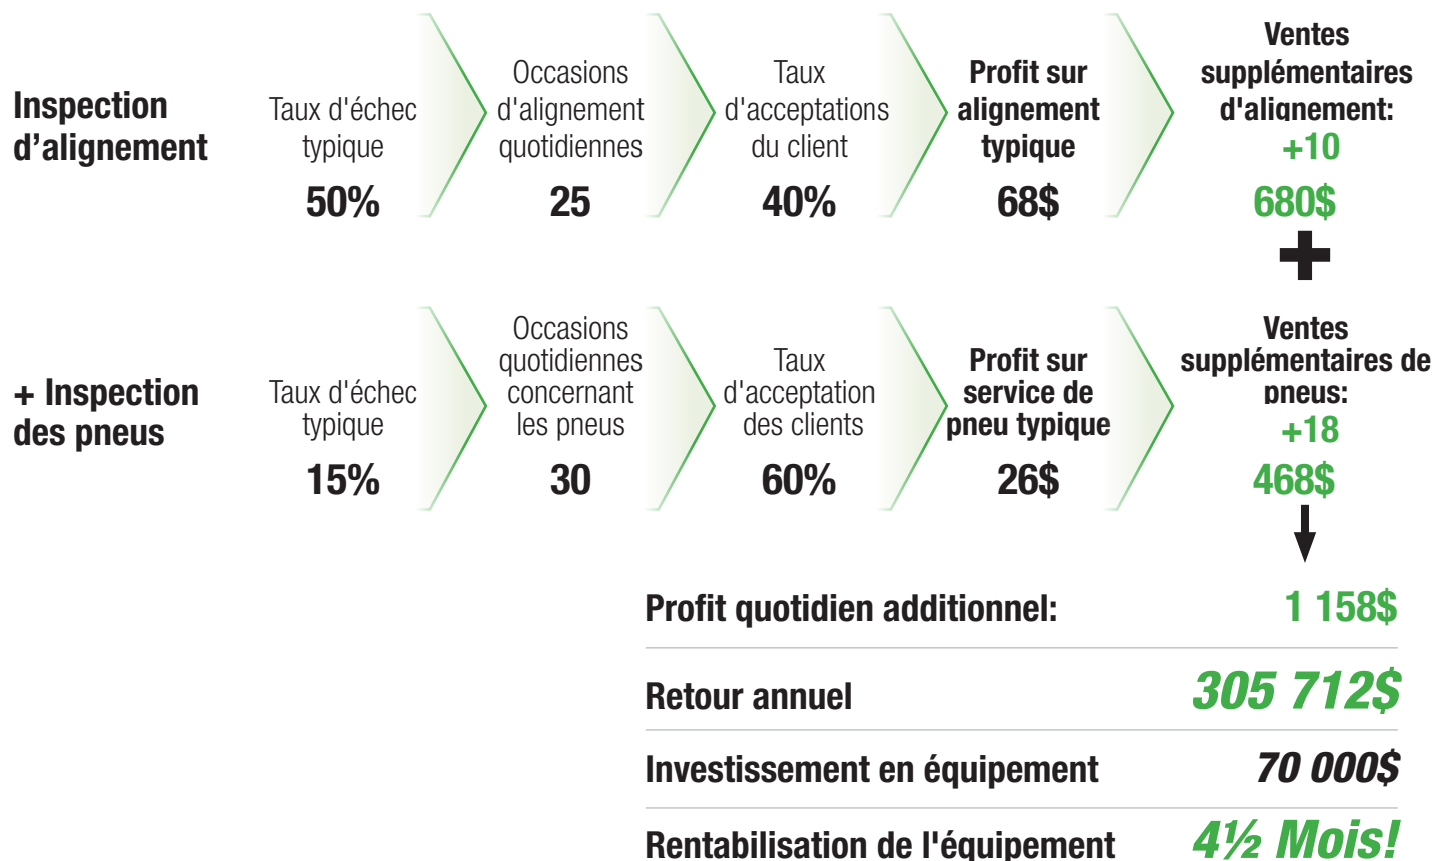 Inspection
d’alignement
Taux d'échec
typique
50%
Occasions
d'alignement
quotidiennes
25
Taux
d'acceptations
du client
40%
Profit sur
alignement
typique
68$
Ventes
supplémentaires
d'alignement:
+10
680$
+
+ Inspection
des pneus
Taux d'échec
typique
15%
Occasions
quotidiennes
concernant
les pneus
30
Taux
d'acceptation
des clients
60%
Profit sur
service de
pneu typique
26$
Ventes
supplémentaires de
pneus:
+18
468$
Profit quotidien additionnel: 1 158$
Retour annuel 305 712$
Investissement en équipement 70 000$
Rentabilisation de l'équipement 4½ Mois!